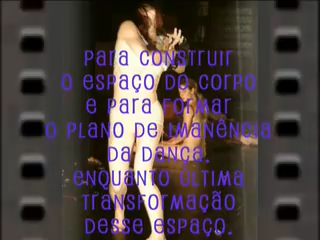 Para construir
o espaço do corpo
e para formar
o plano de imanência
da dança.
enquanto última
transformação
desse espaço.